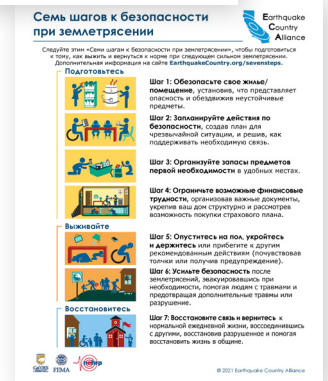 Семь шагов к безопасности
при землетрясении
Earthquake
Country
Alliance
Следуйте этим «Семи шагам к безопасности при землетрясении», чтобы подготовиться
к тому, как выжить и вернуться к норме при следующем сильном землетрясении.
Дополнительная информация на сайте EarthquakeCountry.org/sevensteps.
Подготовьтесь
Шаг 1: Обезопасьте свое жилье/
помещение, установив, что представляет
опасность и обездвижив неустойчивые
предметы.
Шаг 2: Запланируйте действия по
безопасности, создав план для
чрезвычайной ситуации, и решив, как
поддерживать необходимую связь.
Шаг 3: Организуйте запасы предметов
первой необходимости в удобных местах.
Шаг 4: Ограничьте возможные финансовые
трудности, организовав важные документы,
укрепив ваш дом структурно и рассмотрев
возможность покупки страхового плана.
Выживайте
Шаг 5: Опуститесь на пол, укройтесь
и держитесь или прибегите к другим
рекомендованным действиям (почувствовав
толчки или получив предупреждение).
Шаг 6: Усильте безопасность после
землетрясений, эвакуировавшись при
необходимости, помогая людям с травмами и
предотвращая дополнительные травмы или
разрушение.
Восстановитесь
Шаг 7: Восстановите связь и вернитесь к
нормальной ежедневной жизни, воссоединившись
с другими, восстановив разрушенное и помогая
восстановить жизнь в общине.
FEMA
nehrp
© 2021 Earthquake Country Alliance